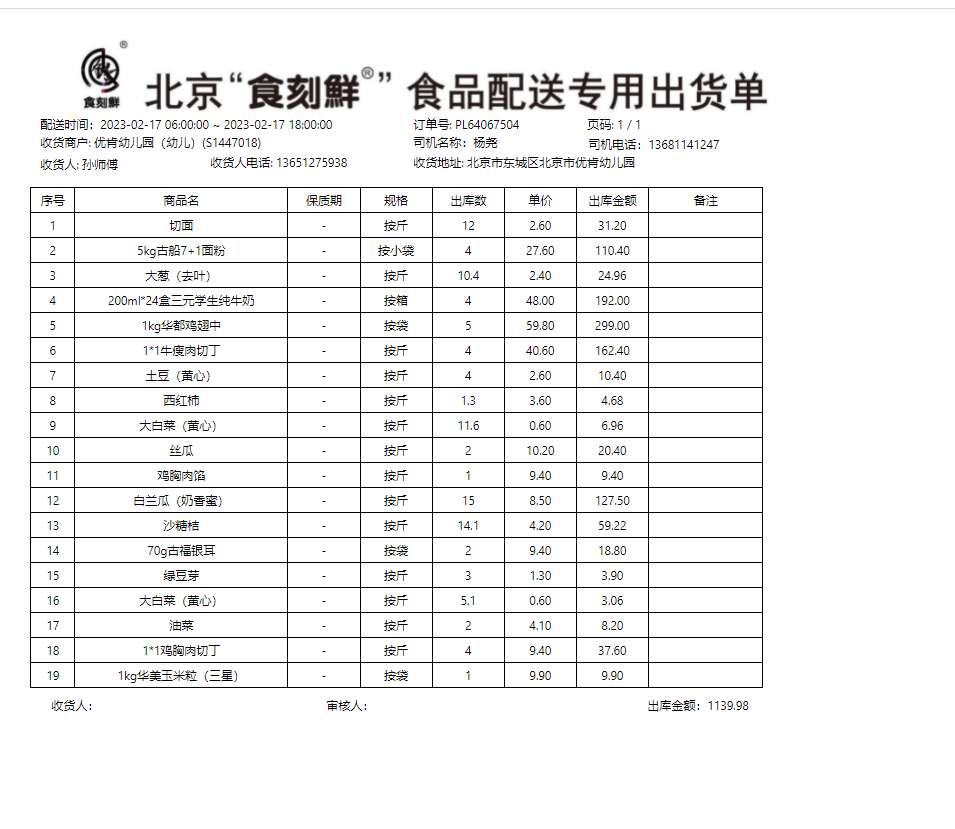 ®
食刻鲜
北京“食刻鲜®” 食品配送专用出货单
配送时间: 2023-02-17 06:00:00 ~ 2023-02-17 18:00:00 订单号: PL64067504 页码: 1 / 1
收货商户: 优肯幼儿园（幼儿）(S1447018) 司机名称: 杨尧 司机电话: 13681141247
收货人: 孙师傅 收货人电话: 13651275938 收货地址: 北京市东城区北京市优肯幼儿园
序号 商品名 保质期 规格 出库数 单价 出库金额 备注
1 切面 - 按斤 12 2.60 31.20
2 5kg古船7+1面粉 - 按小袋 4 27.60 110.40
3 大葱（去叶） - 按斤 10.4 2.40 24.96
4 200ml*24盒三元学生纯牛奶 - 按箱 4 48.00 192.00
5 1kg华都鸡翅中 - 按袋 5 59.80 299.00
6 1*1牛瘦肉切丁 - 按斤 4 40.60 162.40
7 土豆（黄心） - 按斤 4 2.60 10.40
8 西红柿 - 按斤 1.3 3.60 4.68
9 大白菜（黄心） - 按斤 11.6 0.60 6.96
10 丝瓜 - 按斤 2 10.20 20.40
11 鸡胸肉馅 - 按斤 1 9.40 9.40
12 白兰瓜（奶香蜜） - 按斤 15 8.50 127.50
13 沙糖桔 - 按斤 14.1 4.20 59.22
14 70g古福银耳 - 按袋 2 9.40 18.80
15 绿豆芽 - 按斤 3 1.30 3.90
16 大白菜（黄心） - 按斤 5.1 0.60 3.06
17 油菜 - 按斤 2 4.10 8.20
18 1*1鸡胸肉切丁 - 按斤 4 9.40 37.60
19 1kg华美玉米粒（三星） - 按袋 1 9.90 9.90
收货人: 审核人: 出库金额: 1139.98